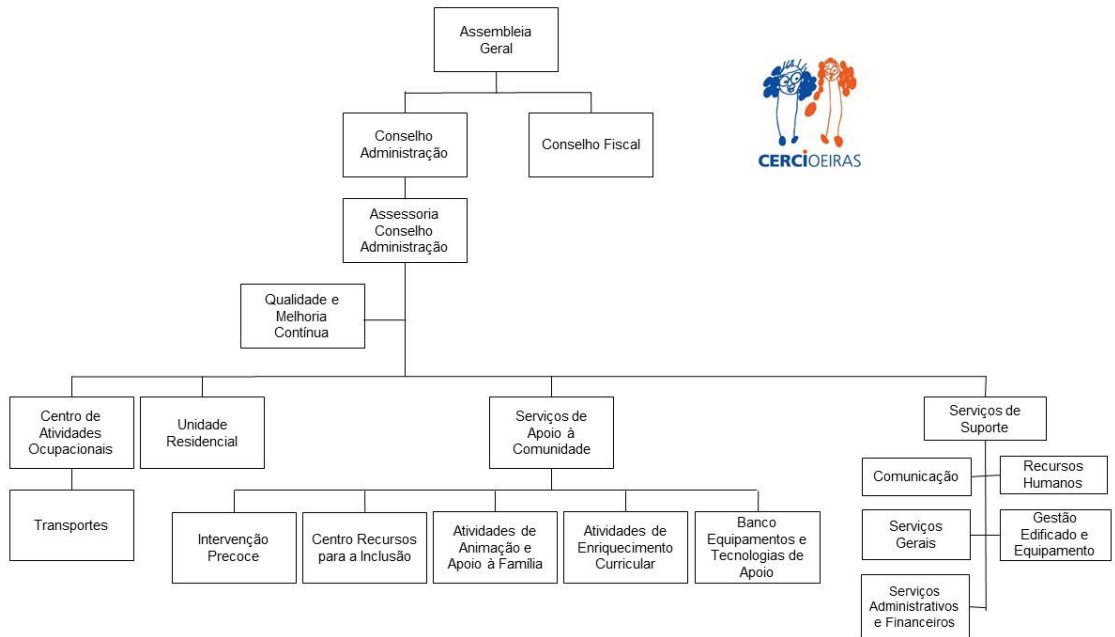 Assembleia
Geral
CERCIOEIRAS
Conselho
Administração
Conselho Fiscal
Assessoria
Conselho
Administração
Qualidade e
Melhoria
Contínua
Centro de
Atividades
Ocupacionais
Unidade
Residencial
Serviços de
Apoio à
Comunidade
Serviços de
Suporte
Transportes
Intervenção
Precoce
Centro Recursos
para a Inclusão
Atividades de
Animação e
Apoio à Família
Atividades de
Enriquecimento
Curricular
Banco
Equipamentos e
Tecnologias de
Apoio
Comunicação
Recursos
Humanos
Serviços
Gerais
Gestão
Edificado e
Equipamento
Serviços
Administrativos
e Financeiros